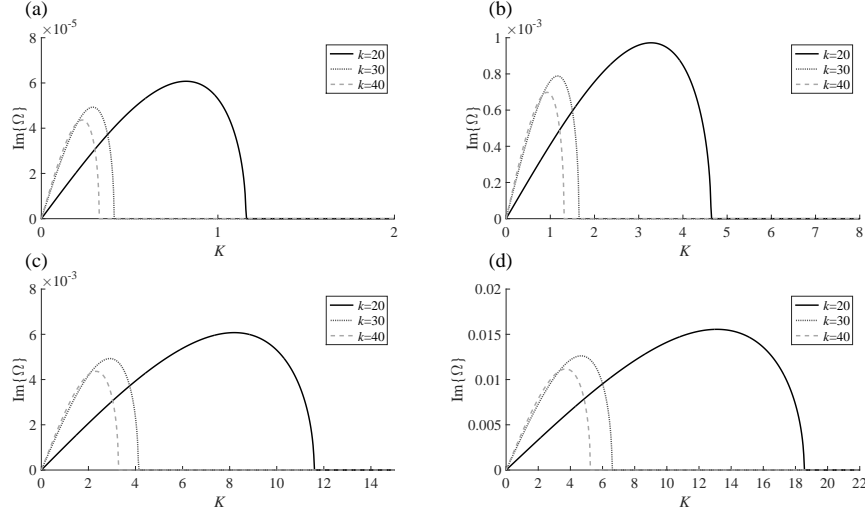 (a)
×10⁻⁵
8
6
4
2
0
Im{Ω}
0
1
2
K
k=20
k=30
k=40
(b)
×10⁻³
1
0.8
0.6
0.4
0.2
0
Im{Ω}
0 1 2 3 4 5 6 7 8
K
k=20
k=30
k=40
(c)
×10⁻³
8
6
4
2
0
Im{Ω}
0 2 4 6 8 10 12 14
K
k=20
k=30
k=40
(d)
0.02
0.015
0.01
0.005
0
Im{Ω}
0 2 4 6 8 10 12 14 16 18 20 22
K
k=20
k=30
k=40